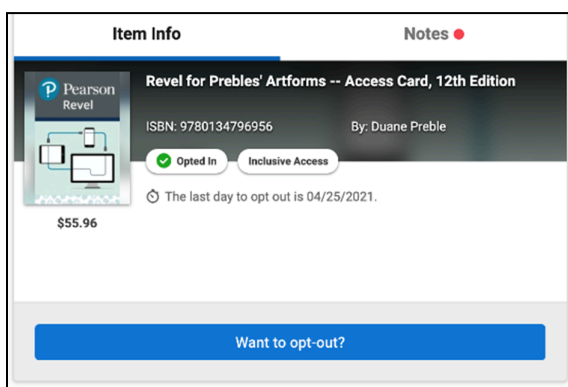 Item Info
Notes
Pearson
Revel
Revel for Prebles' Artforms -- Access Card, 12th Edition
ISBN: 9780134796956
By: Duane Preble
Opted In
Inclusive Access
The last day to opt out is 04/25/2021.
$55.96
Want to opt-out?